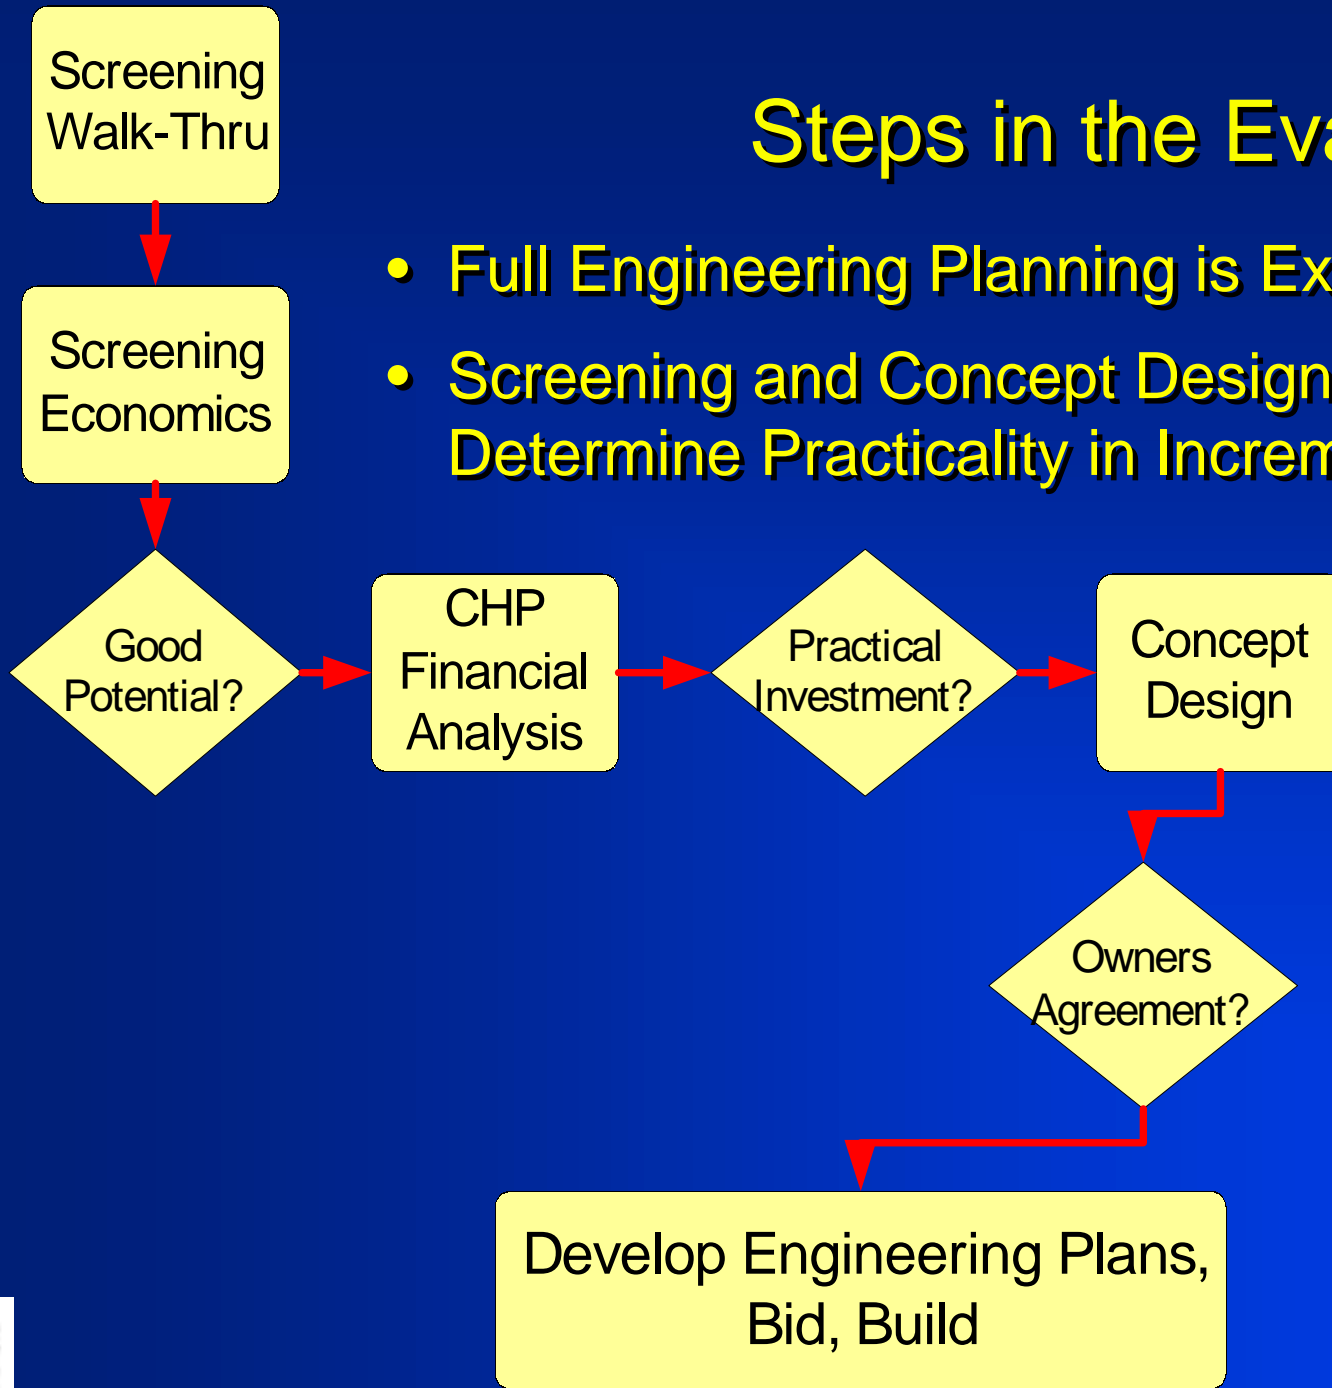 Screening
Walk-Thru
Steps in the Eva
Full Engineering Planning is Ex
Screening
Economics
Screening and Concept Design
Determine Practicality in Increm
Good
Potential?
CHP
Financial
Analysis
Practical
Investment?
Concept
Design
Owners
Agreement?
Develop Engineering Plans,
Bid, Build